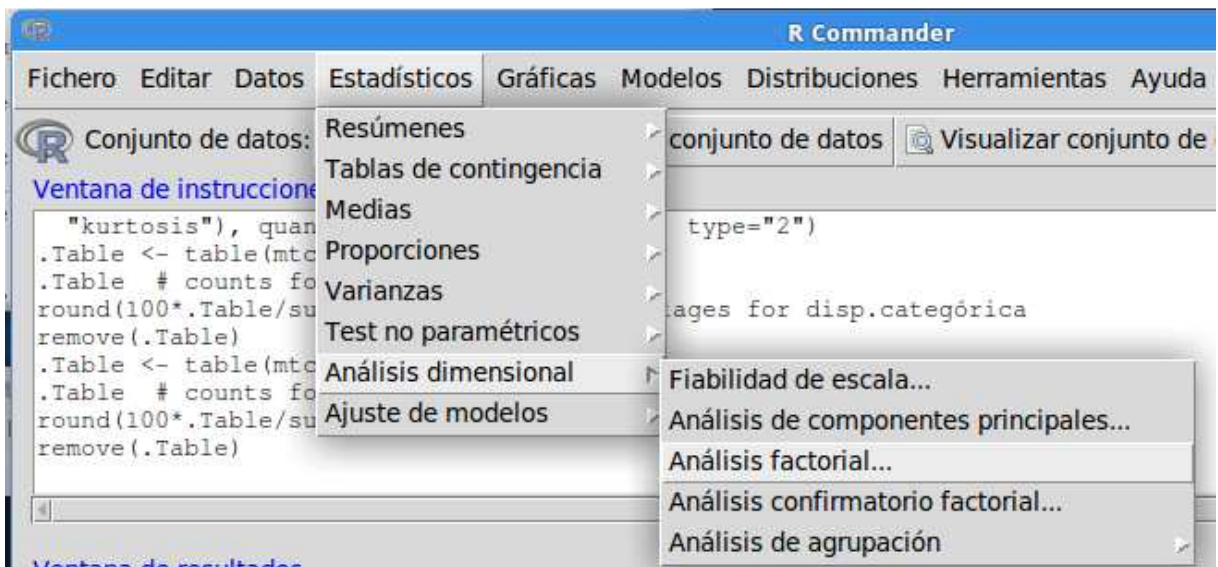 R Commander
Fichero Editar Datos Estadísticos Gráficas Modelos Distribuciones Herramientas Ayuda
Conjunto de datos: conjunto de datos Visualizar conjunto de
Ventana de instruccione
Resúmenes
Tablas de contingencia
Medias
Proporciones
Varianzas
Test no paramétricos
Análisis dimensional
Ajuste de modelos
Fiabilidad de escala...
Análisis de componentes principales...
Análisis factorial...
Análisis confirmatorio factorial...
Análisis de agrupación
"kurtosis"), quan type="2")
.Table <- table(mtc
.Table # counts fo
round(100*.Table/su ages for disp.categórica
remove(.Table)
.Table <- table(mtc
.Table # counts fo
round(100*.Table/su
remove(.Table)
Ventana de resultados